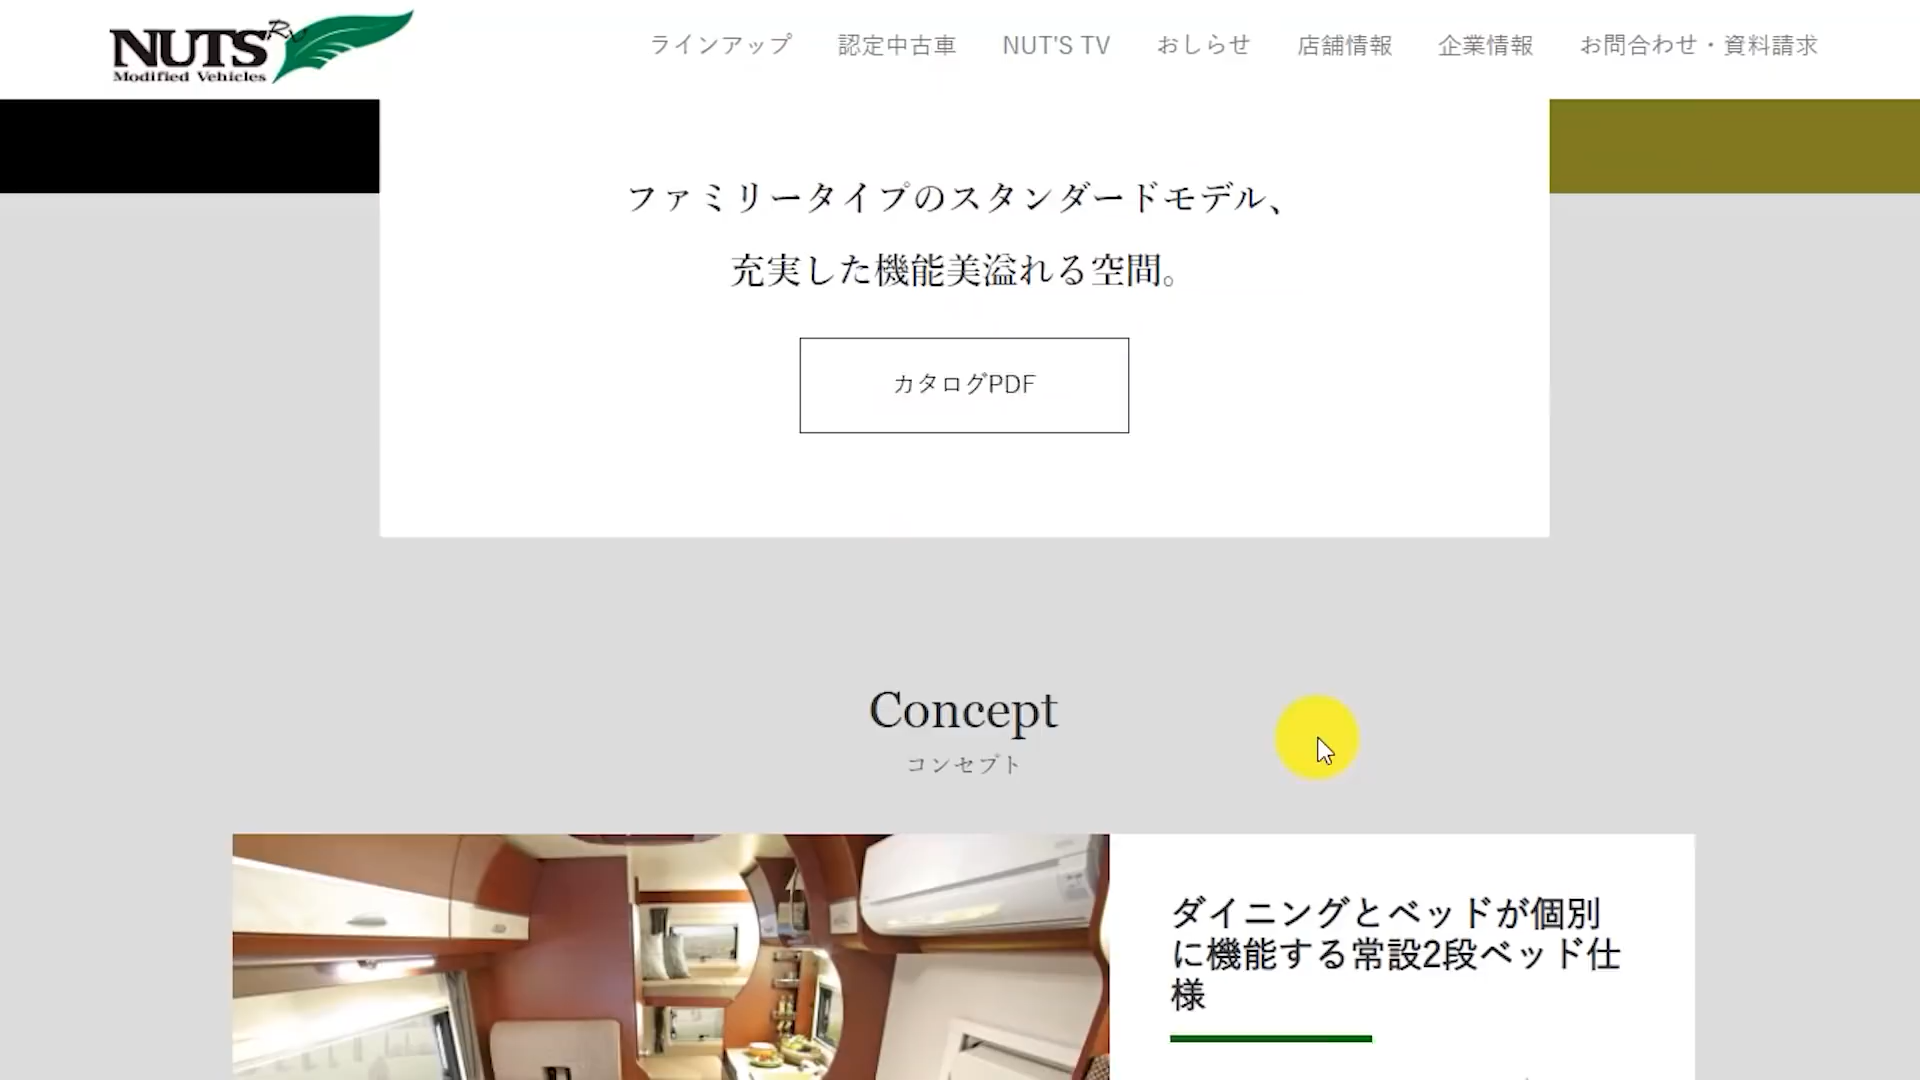 NUTS RV
Modified Vehicles
ラインアップ 認定中古車 NUT'S TV おしらせ 店舗情報 企業情報 お問合わせ・資料請求
ファミリータイプのスタンダードモデル、
充実した機能美溢れる空間。
カタログPDF
Concept
コンセプト
ダイニングとベッドが個別
に機能する常設2段ベッド仕
様